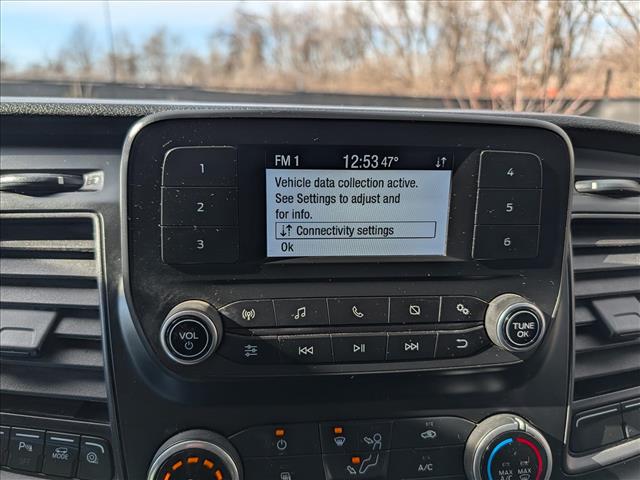 FM 1 12:53 47°
Vehicle data collection active.
See Settings to adjust and
for info.
Connectivity settings
Ok
1
2
3
4
5
6
VOL
TUNE
OK
MODE
A/C
MAX
A/C
MAX